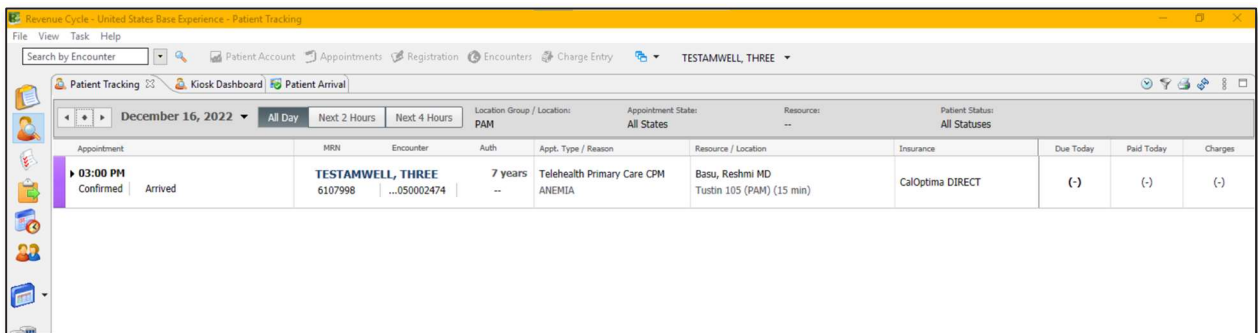 Revenue Cycle - United States Base Experience - Patient Tracking
File View Task Help
Search by Encounter Patient Account Appointments Registration Encounters Charge Entry TESTAMWELL, THREE
Patient Tracking Kiosk Dashboard Patient Arrival
December 16, 2022 All Day Next 2 Hours Next 4 Hours
Location Group / Location: Appointment State: Resource: Patient Status:
PAM All States -- All Statuses
Appointment MRN Encounter Auth Appt. Type / Reason Resource / Location Insurance Due Today Paid Today Charges
03:00 PM TESTAMWELL, THREE 7 years Telehealth Primary Care CPM Basu, Reshmi MD CalOptima DIRECT (-) (-) (-)
Confirmed Arrived 6107998 ...050002474 -- ANEMIA Tustin 105 (PAM) (15 min)